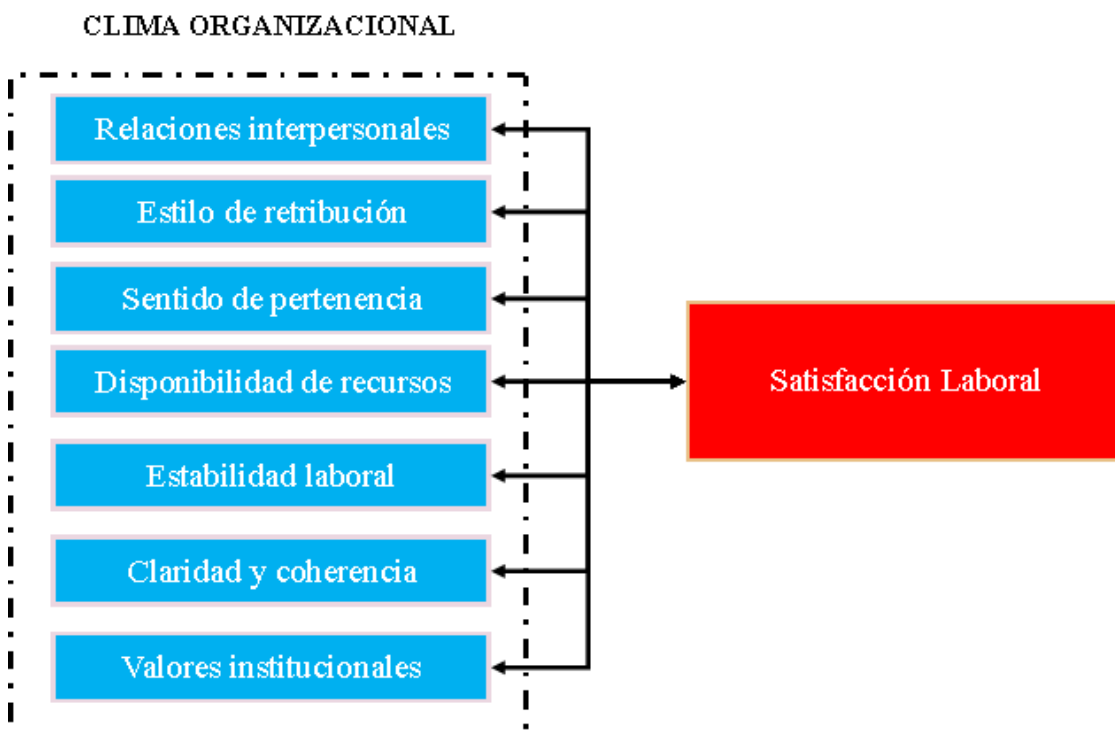 CLIMA ORGANIZACIONAL
Relaciones interpersonales
Estilo de retribución
Sentido de pertenencia
Disponibilidad de recursos
Satisfacción Laboral
Estabilidad laboral
Claridad y coherencia
Valores institucionales